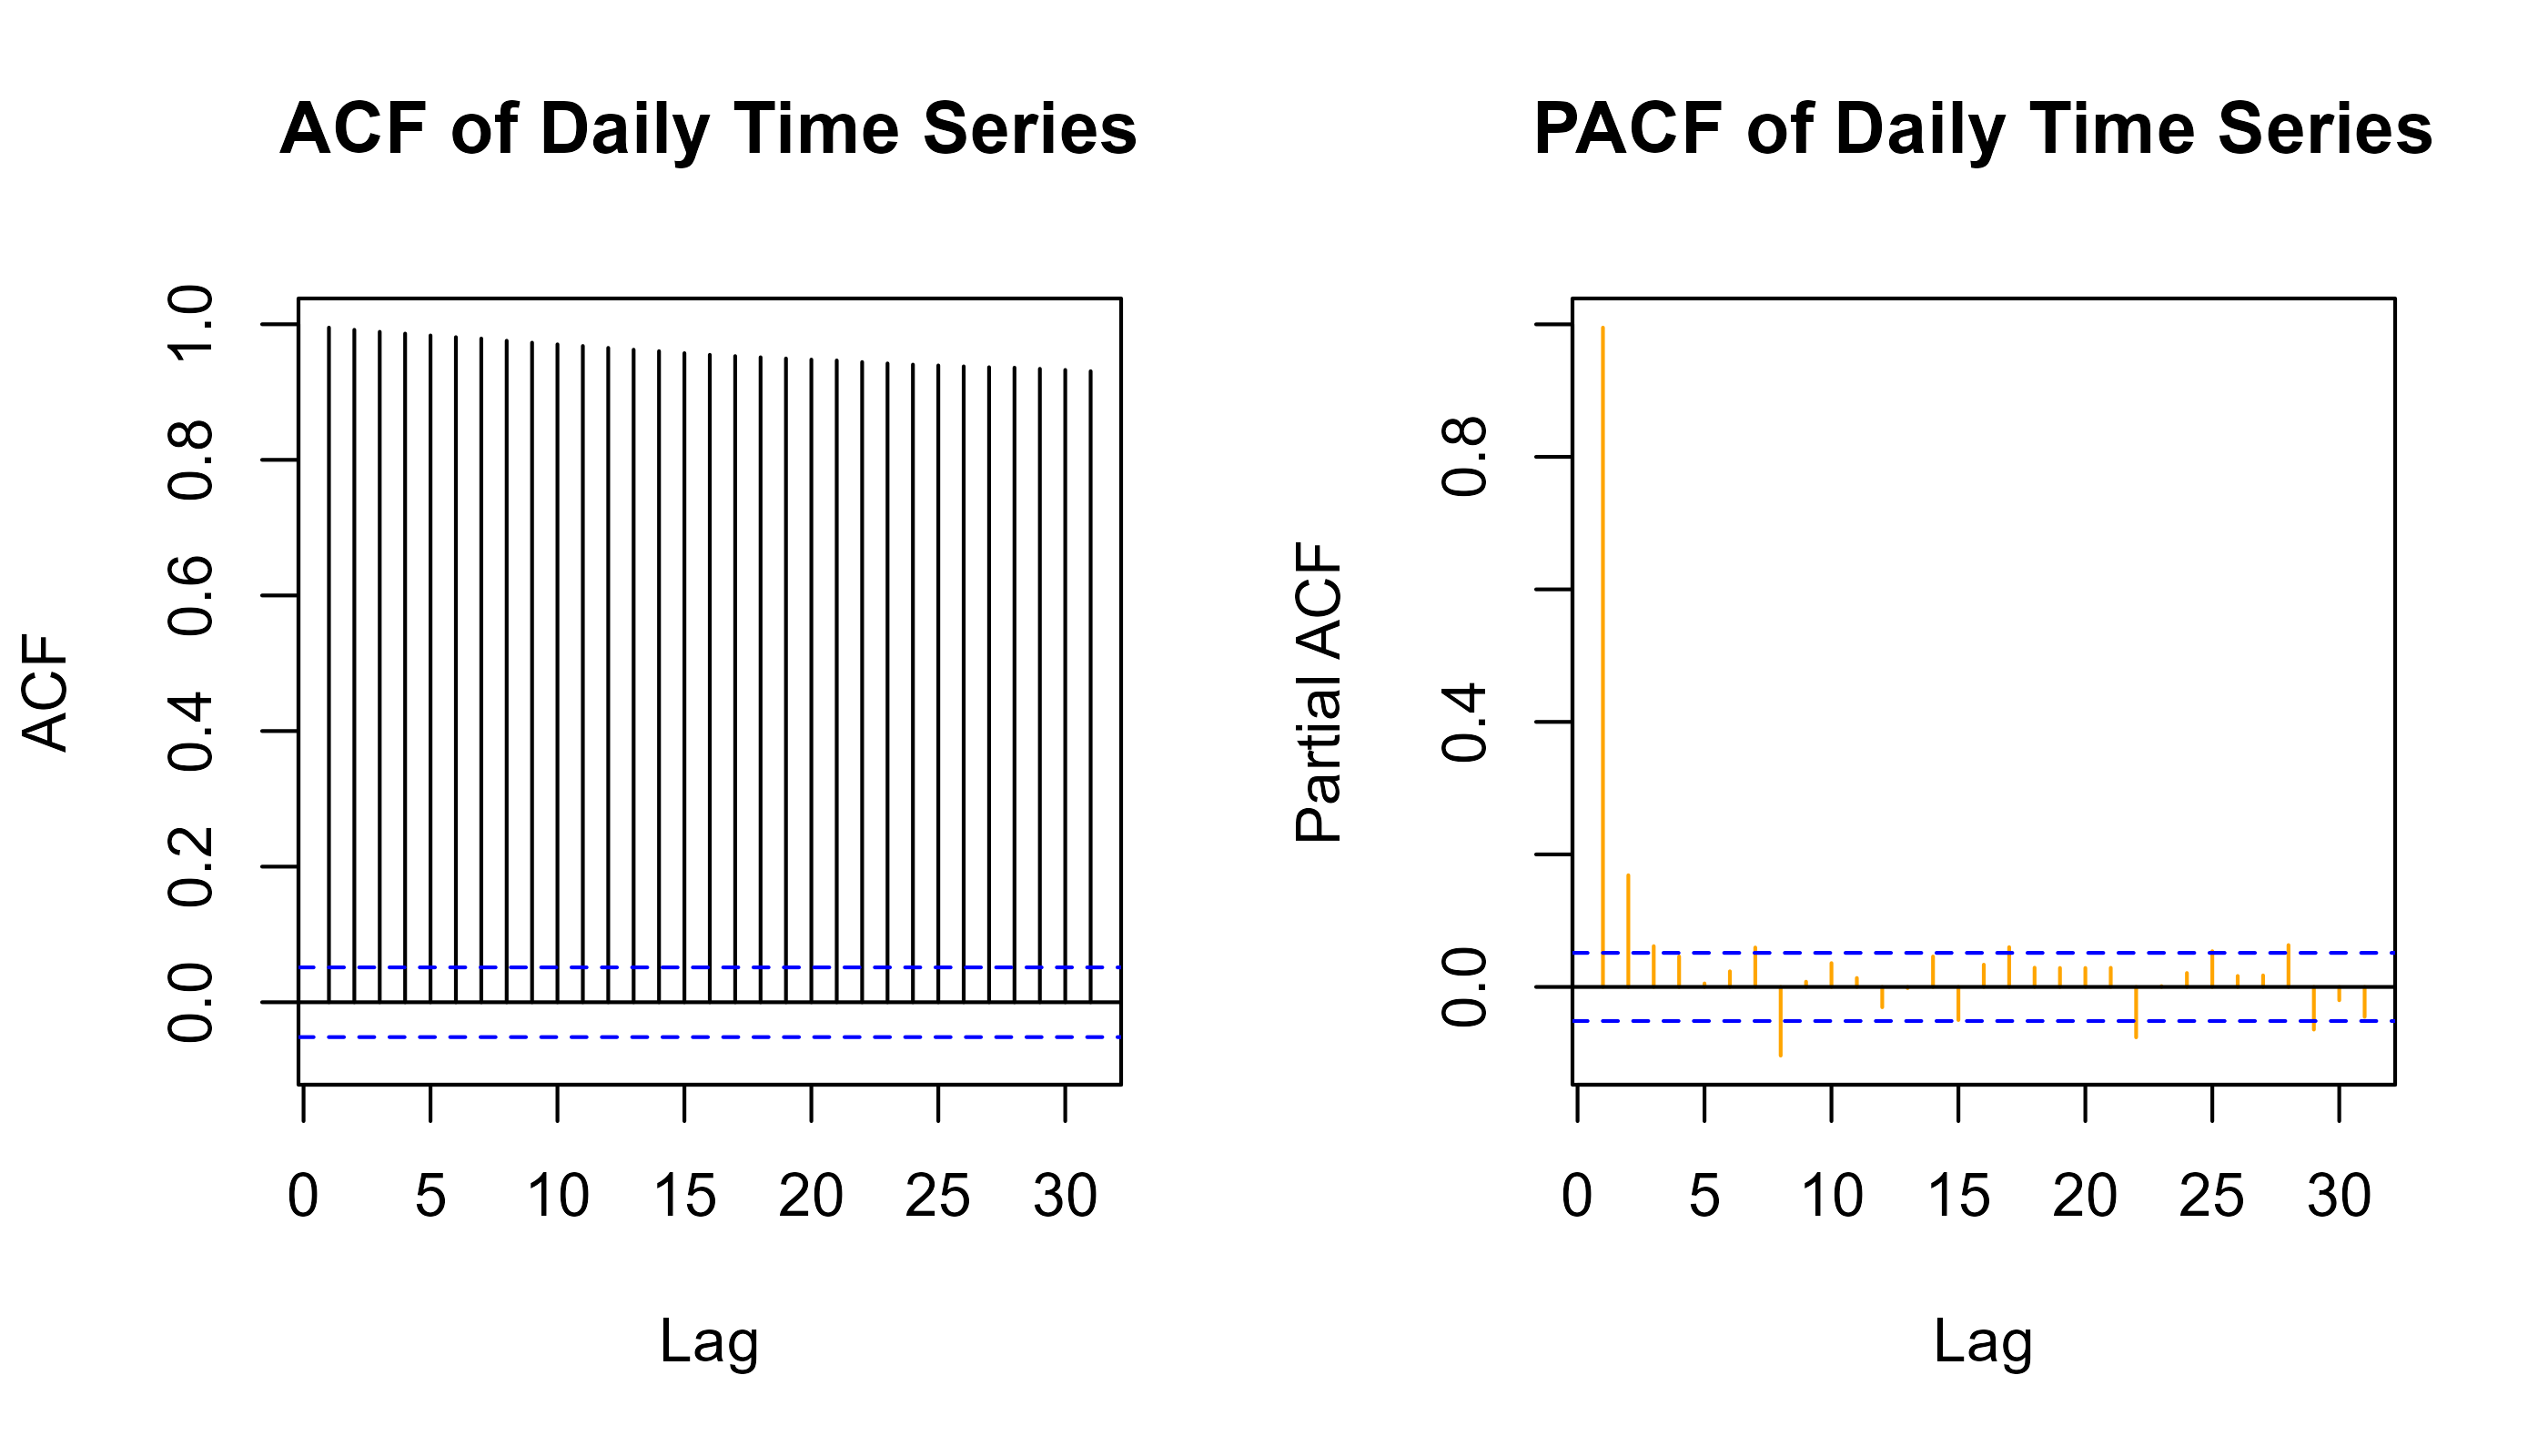 ACF of Daily Time Series
ACF
1.0
0.8
0.6
0.4
0.2
0.0
0 5 10 15 20 25 30
Lag
PACF of Daily Time Series
Partial ACF
0.8
0.4
0.0
0 5 10 15 20 25 30
Lag